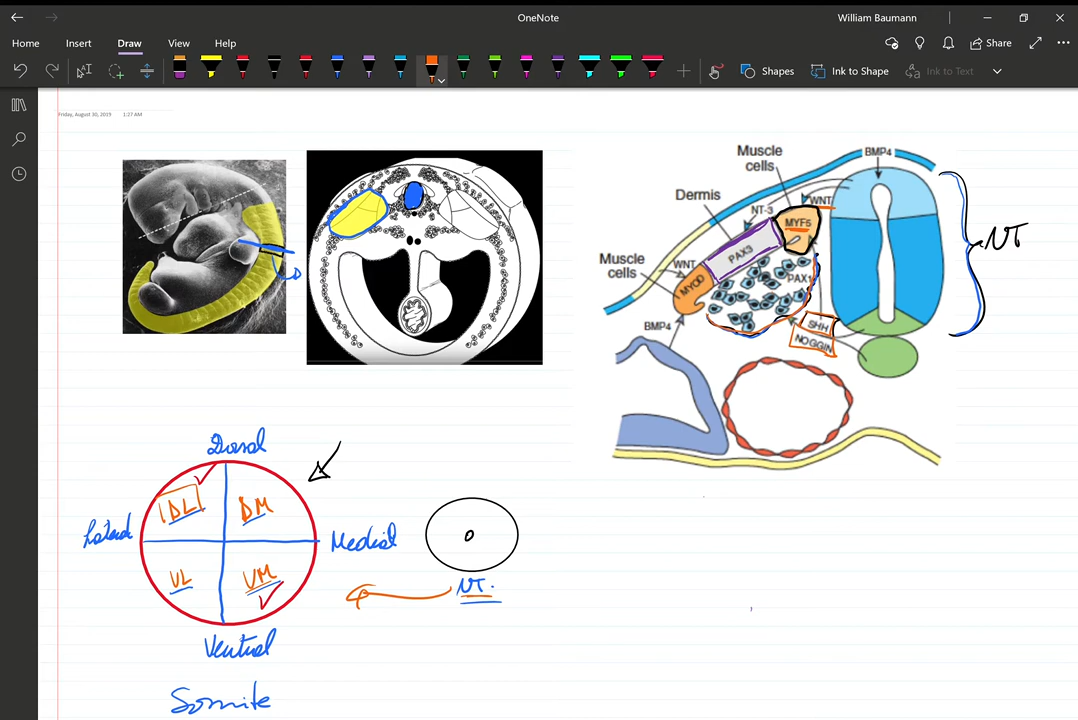 OneNote
William Baumann
Home
Insert
Draw
View
Help
Share
Shapes
Ink to Shape
Ink to Text
Friday, August 30, 2019
1:27 AM
Muscle
cells
BMP4
Dermis
NT-3
WNT
MYF5
PAX3
Muscle
cells
WNT
MYOD
PAX1
BMP4
SHH
NOGGIN
NT
Dorsal
DL
DM
Lateral
Medial
VL
VM
NT.
Ventral
Somite